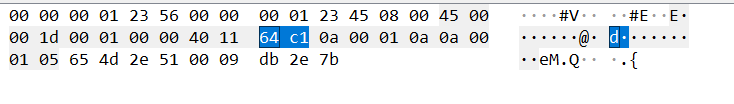 00 00 00 01 23 56 00 00 00 01 23 45 08 00 45 00 ····#V·· ··#E··E·
00 1d 00 01 00 00 40 11 64 c1 0a 00 01 0a 0a 00 ······@· d·······
01 05 65 4d 2e 51 00 09 db 2e 7b ··eM.Q·· ·.{